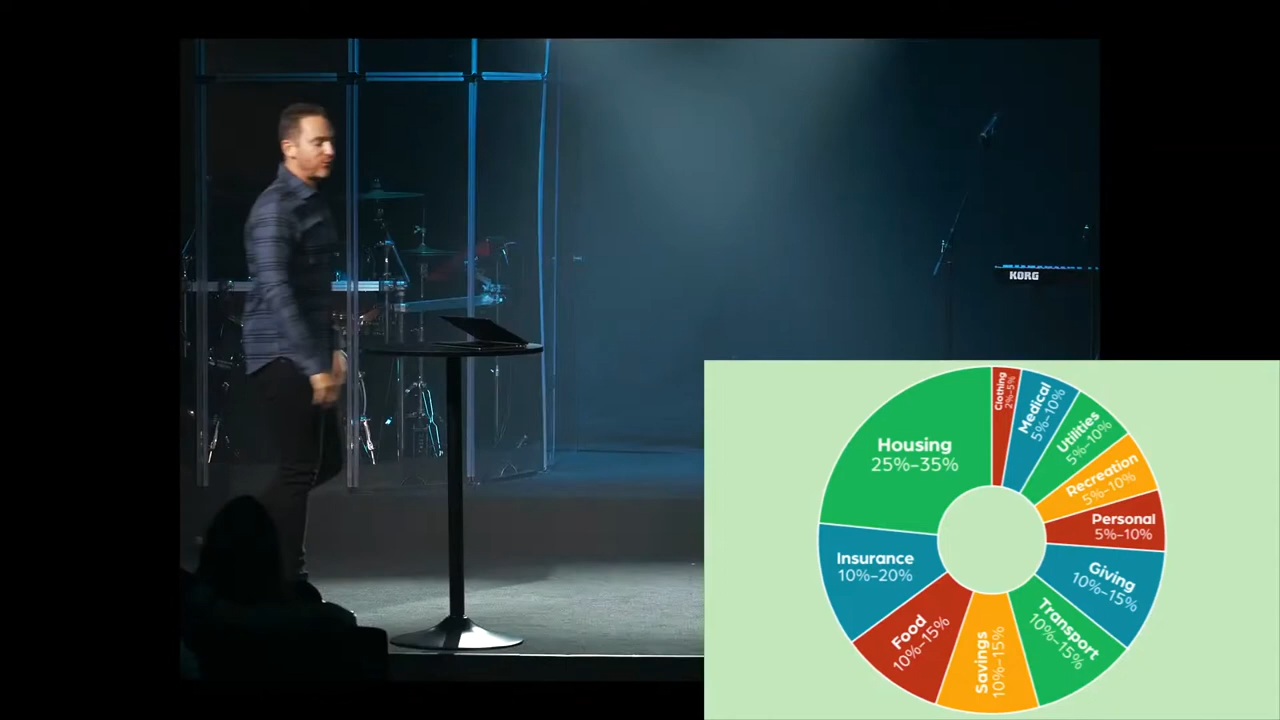 KORG
Clothing
2%-5%
Medical
5%-10%
Utilities
5%-10%
Recreation
5%-10%
Personal
5%-10%
Giving
10%-15%
Transport
10%-15%
Savings
10%-15%
Food
10%-15%
Insurance
10%-20%
Housing
25%-35%